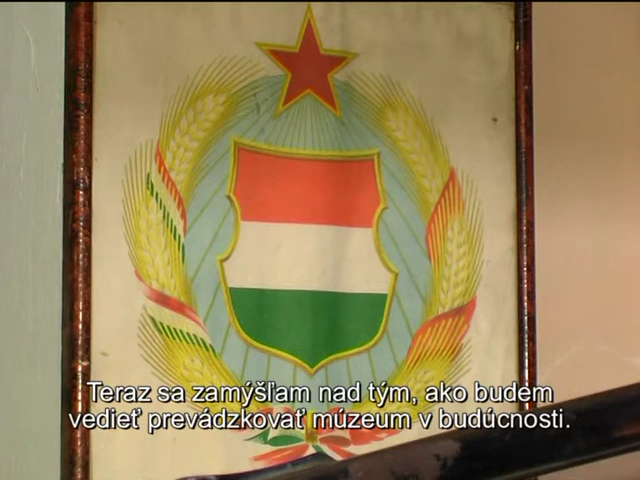 Teraz sa zamýšľam nad tým, ako budem
vedieť prevádzkovať múzeum v budúcnosti.